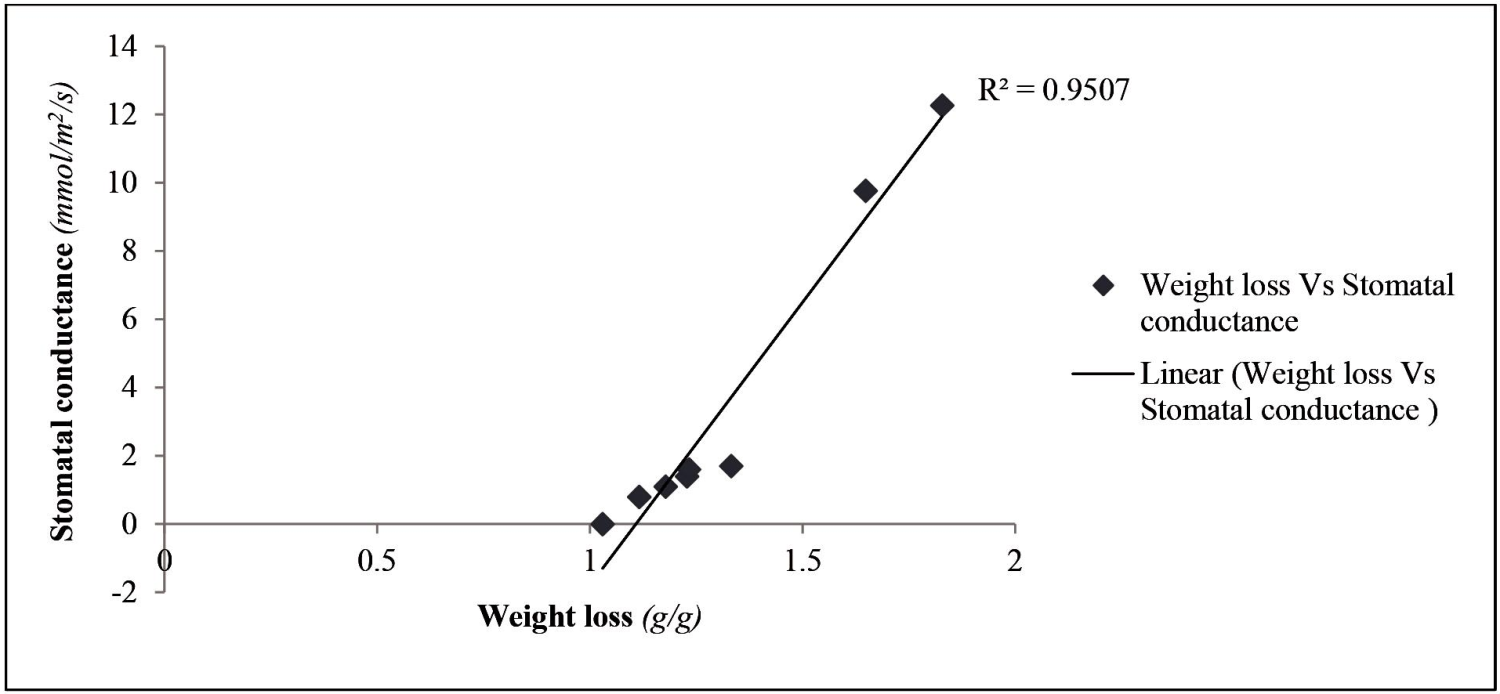 14
12
10
8
6
4
2
0
-2
Stomatal conductance (mmol/m²/s)
R² = 0.9507
0 0.5 1 1.5 2
Weight loss (g/g)
Weight loss Vs Stomatal
conductance
Linear (Weight loss Vs
Stomatal conductance )